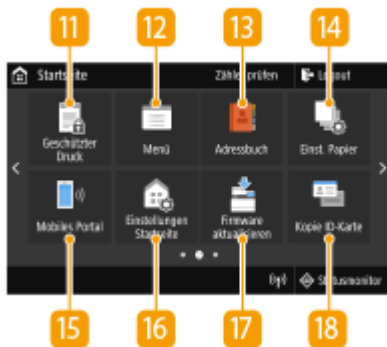 11 12 13 14
Startseite Zähler prüfen Logout
Geschützter
Druck
Menü
Adressbuch
Einst. Papier
Mobiles Portal
Einstellungen
Startseite
Firmware
aktualisieren
Kopie ID-Karte
Statusmonitor
15 16 17 18